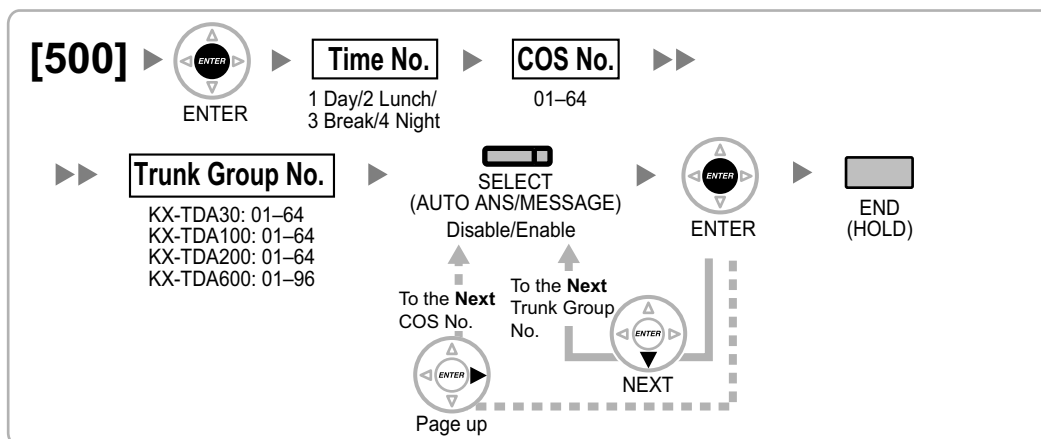 [500]
ENTER
ENTER
Time No.
1 Day/2 Lunch/
3 Break/4 Night
COS No.
01–64
Trunk Group No.
KX-TDA30: 01–64
KX-TDA100: 01–64
KX-TDA200: 01–64
KX-TDA600: 01–96
SELECT
(AUTO ANS/MESSAGE)
Disable/Enable
ENTER
ENTER
END
(HOLD)
To the Next
COS No.
ENTER
Page up
To the Next
Trunk Group
No.
ENTER
NEXT